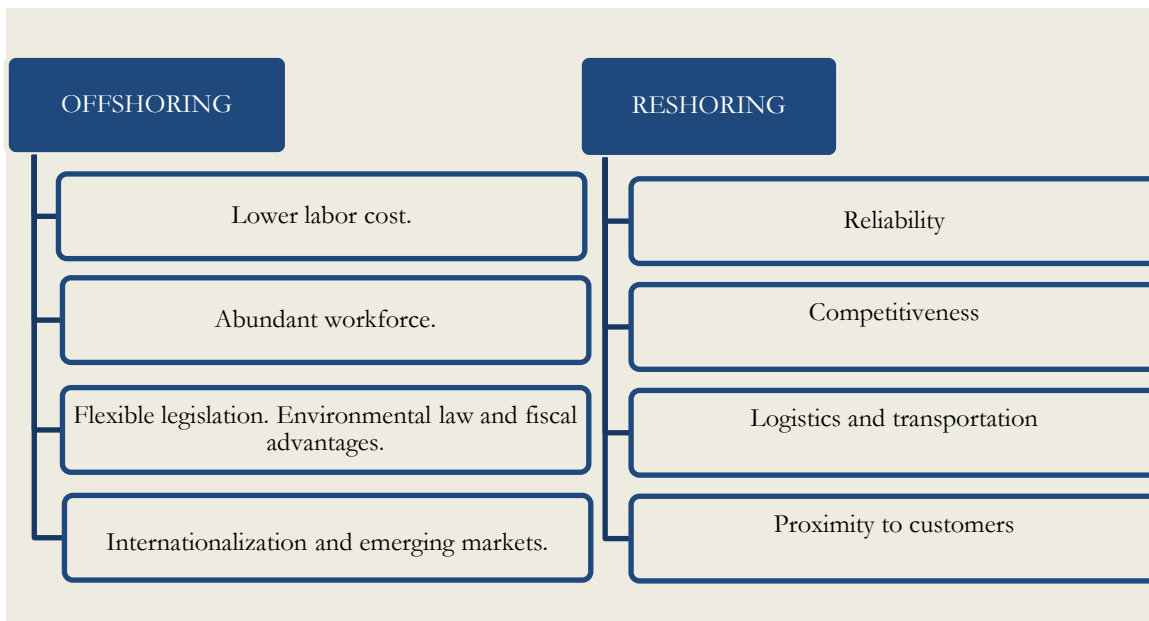 OFFSHORING
Lower labor cost.
Abundant workforce.
Flexible legislation. Environmental law and fiscal
advantages.
Internationalization and emerging markets.
RESHORING
Reliability
Competitiveness
Logistics and transportation
Proximity to customers